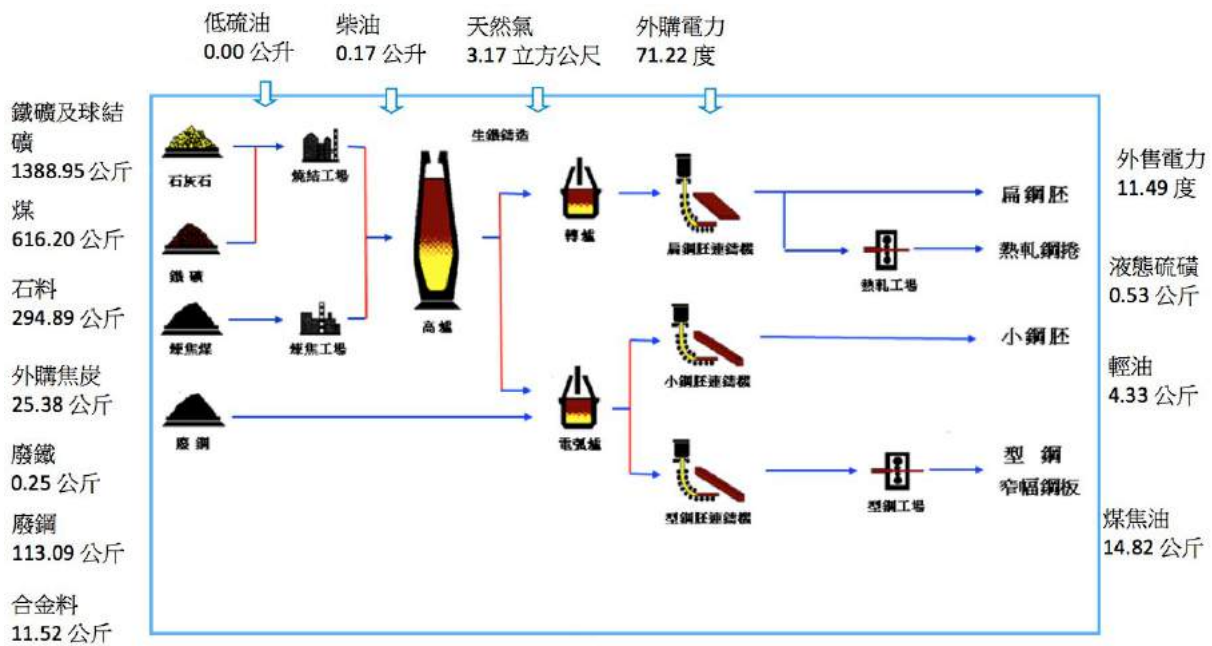 低硫油
0.00 公升
柴油
0.17 公升
天然氣
3.17 立方公尺
外購電力
71.22 度
鐵礦及球結
礦
1388.95 公斤
煤
616.20 公斤
石料
294.89 公斤
外購焦炭
25.38 公斤
廢鐵
0.25 公斤
廢鋼
113.09 公斤
合金料
11.52 公斤
石灰石
鐵 礦
煉焦煤
廢 鋼
燒結工場
煉焦工場
高爐
生鐵鑄造
轉爐
電弧爐
扁鋼胚連鑄機
小鋼胚連鑄機
型鋼胚連鑄機
熱軋工場
型鋼工場
扁鋼胚
熱軋鋼捲
小鋼胚
型 鋼
窄幅鋼板
外售電力
11.49 度
液態硫磺
0.53 公斤
輕油
4.33 公斤
煤焦油
14.82 公斤